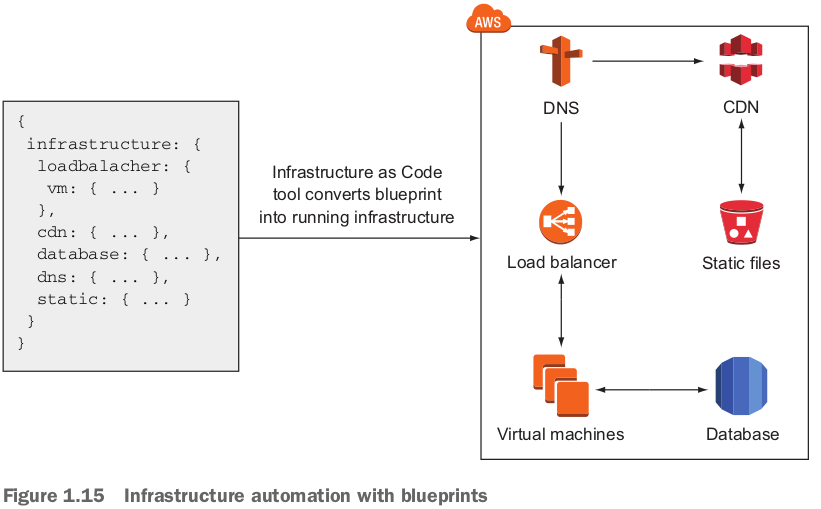 {
infrastructure: {
loadbalacher: {
vm: { ... }
},
cdn: { ... },
database: { ... },
dns: { ... },
static: { ... }
}
}
Infrastructure as Code
tool converts blueprint
into running infrastructure
AWS
DNS
CDN
Load balancer
Static files
Virtual machines
Database
Figure 1.15 Infrastructure automation with blueprints